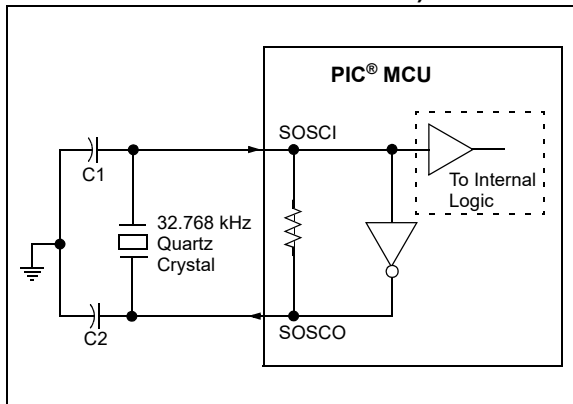 PIC® MCU
SOSCI
C1
To Internal
Logic
32.768 kHz
Quartz
Crystal
SOSCO
C2